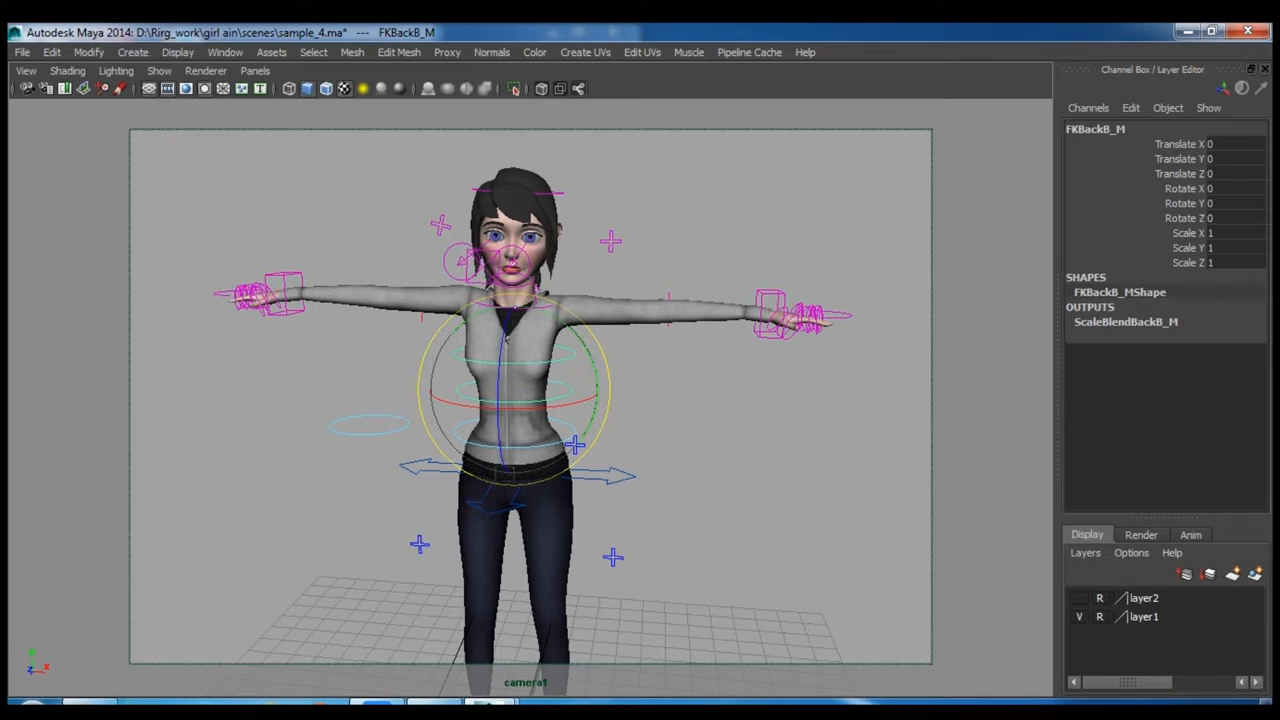 Autodesk Maya 2014: D:\Rirg_work\girl ain\scenes\sample_4.ma*   ---   FKBackB_M
File Edit Modify Create Display Window Assets Select Mesh Edit Mesh Proxy Normals Color Create UVs Edit UVs Muscle Pipeline Cache Help
View Shading Lighting Show Renderer Panels
Channel Box / Layer Editor
Channels Edit Object Show
FKBackB_M
Translate X 0
Translate Y 0
Translate Z 0
Rotate X 0
Rotate Y 0
Rotate Z 0
Scale X 1
Scale Y 1
Scale Z 1
SHAPES
FKBackB_MShape
OUTPUTS
ScaleBlendBackB_M
Display Render Anim
Layers Options Help
R layer2
V R layer1
z x
camera1